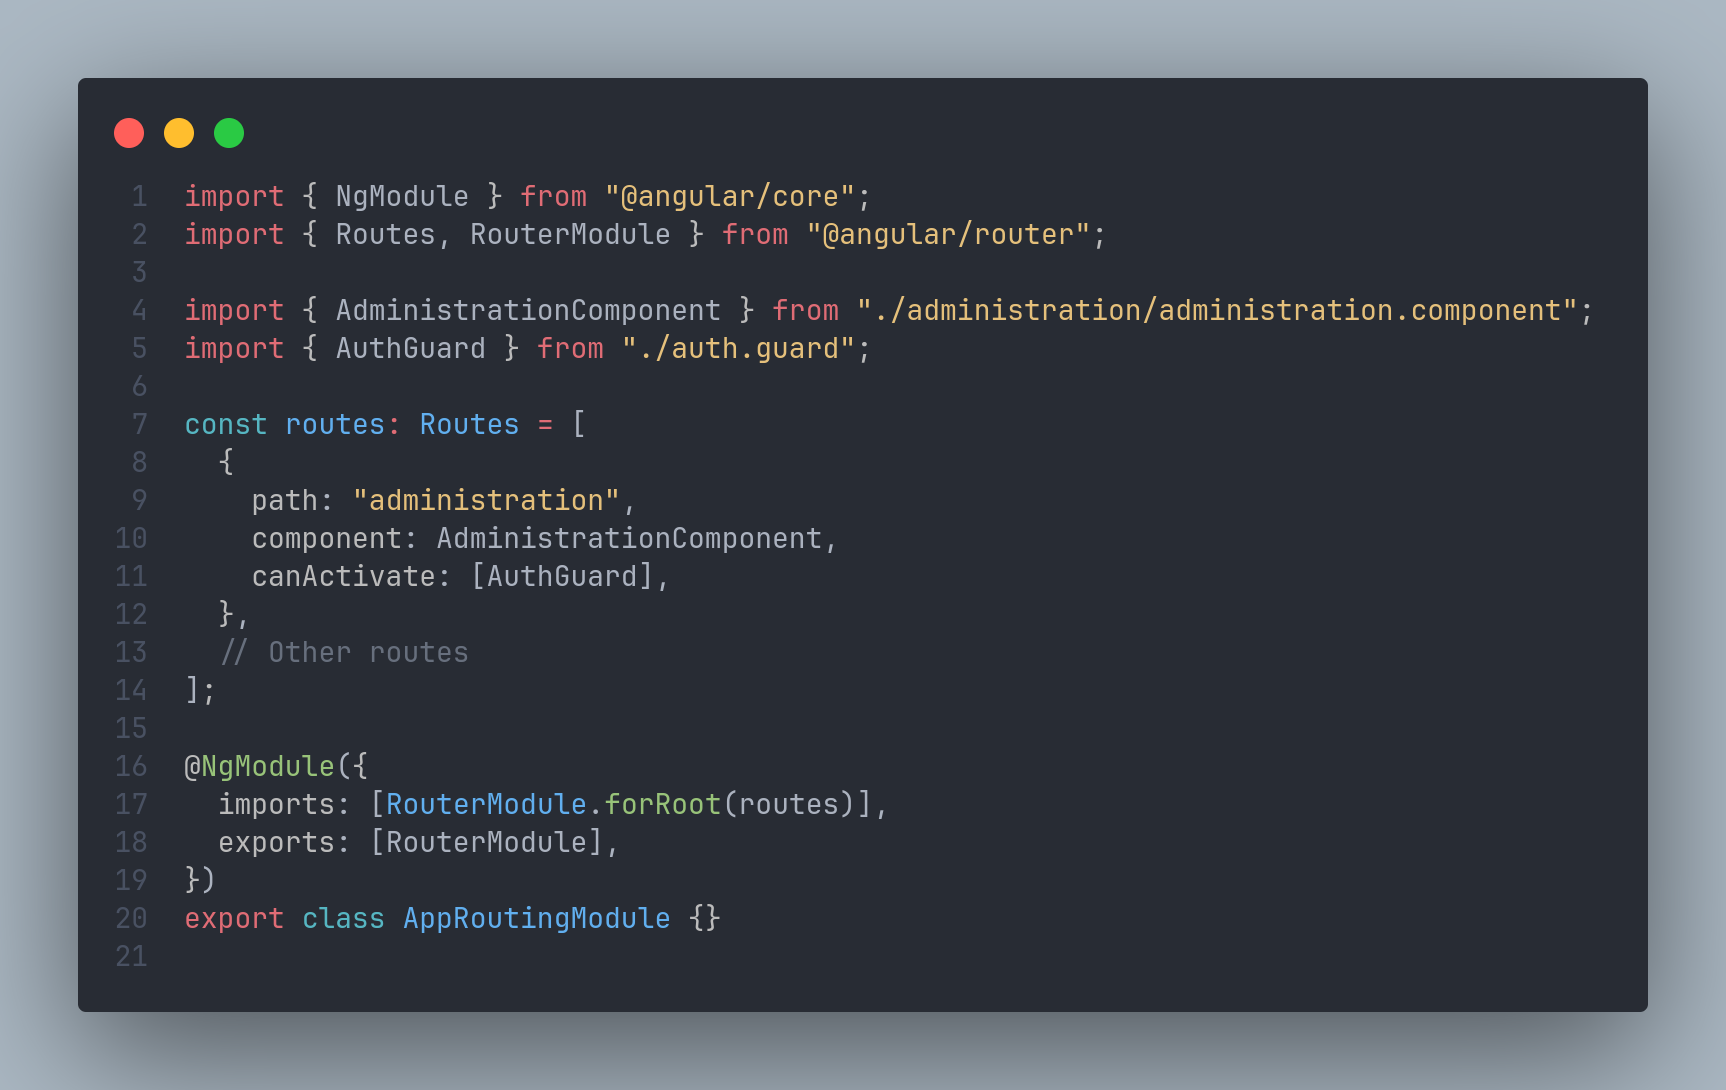 1 import { NgModule } from "@angular/core";
2 import { Routes, RouterModule } from "@angular/router";
3
4 import { AdministrationComponent } from "./administration/administration.component";
5 import { AuthGuard } from "./auth.guard";
6
7 const routes: Routes = [
8   {
9     path: "administration",
10     component: AdministrationComponent,
11     canActivate: [AuthGuard],
12   },
13   // Other routes
14 ];
15
16 @NgModule({
17   imports: [RouterModule.forRoot(routes)],
18   exports: [RouterModule],
19 })
20 export class AppRoutingModule {}
21